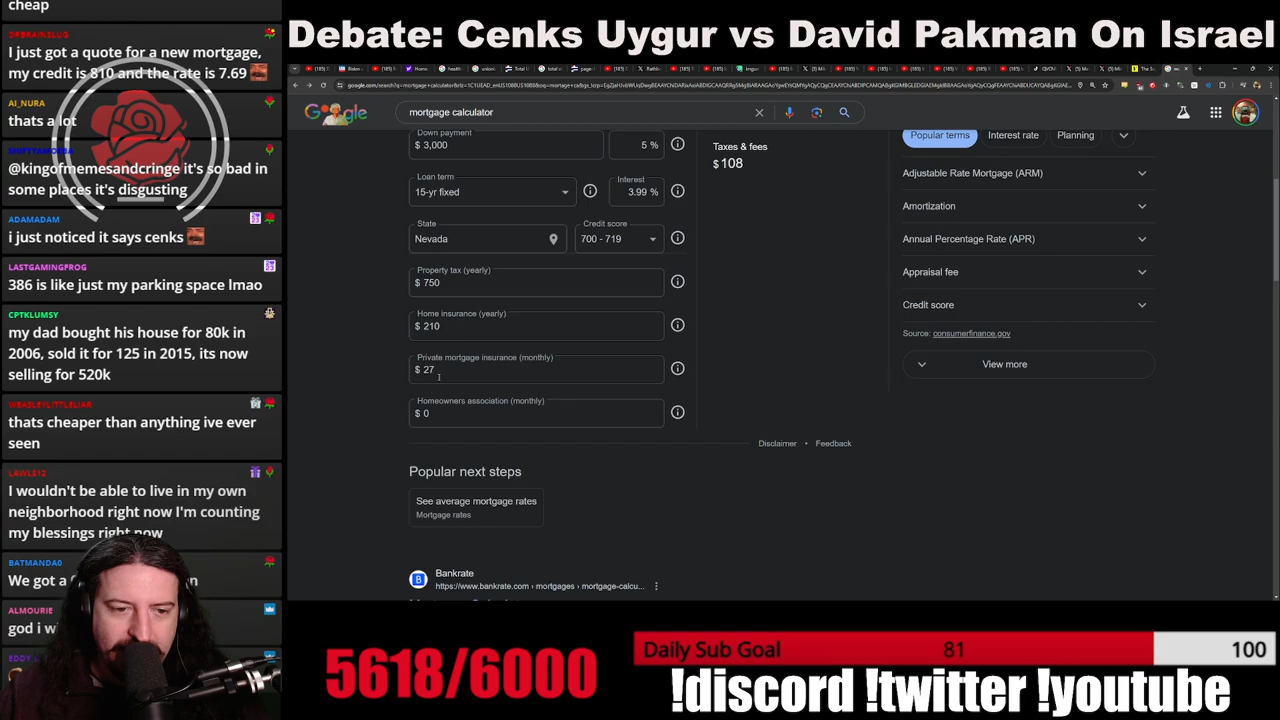 cheap
DRBRAINSLUG
I just got a quote for a new mortgage,
my credit is 810 and the rate is 7.69
AI_NURA
thats a lot
@kingofmemesandcringe it's so bad in
some places it's disgusting
ADAMADAM
i just noticed it says cenks
LASTGAMINGFROG
386 is like just my parking space lmao
CPTKLUMSY
my dad bought his house for 80k in
2006, sold it for 125 in 2015, its now
selling for 520k
WEASLEYLITTLELIAR
thats cheaper than anything ive ever
seen
LAWLS12
I wouldn't be able to live in my own
neighborhood right now I'm counting
my blessings right now
BATMANDA0
We got a
ALMOURIE
god i
EDDY
Debate: Cenks Uygur vs David Pakman On Israel
Google
mortgage calculator
Down payment
$ 3,000
5 %
Loan term
15-yr fixed
Interest
3.99 %
State
Nevada
Credit score
700 - 719
Property tax (yearly)
$ 750
Home insurance (yearly)
$ 210
Private mortgage insurance (monthly)
$ 27
Homeowners association (monthly)
$ 0
Taxes & fees
$108
Disclaimer • Feedback
Popular next steps
See average mortgage rates
Mortgage rates
Bankrate
https://www.bankrate.com › mortgages › mortgage-calcu...
Popular terms
Interest rate
Planning
Adjustable Rate Mortgage (ARM)
Amortization
Annual Percentage Rate (APR)
Appraisal fee
Credit score
Source: consumerfinance.gov
View more
5618/6000
Daily Sub Goal
81
100
!discord !twitter !youtube